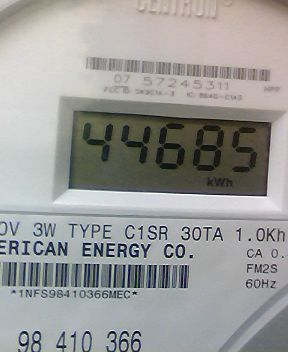 CENTRON®
07 57245311
44685
kWh
0V 3W TYPE C1SR 30TA 1.0Kh
ERICAN ENERGY CO.
CA 0.
FM2S
60Hz
*1NFS98410366MEC*
98 410 366